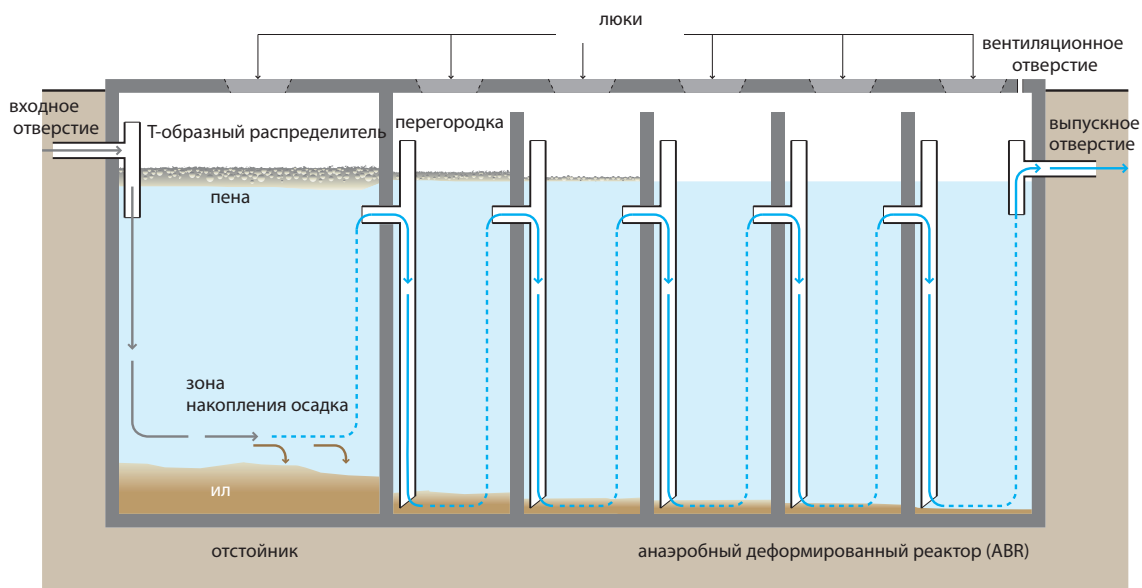 люки
вентиляционное
отверстие
входное
отверстие
Т-образный распределитель
перегородка
выпускное
отверстие
пена
зона
накопления осадка
ил
отстойник
анаэробный деформированный реактор (ABR)